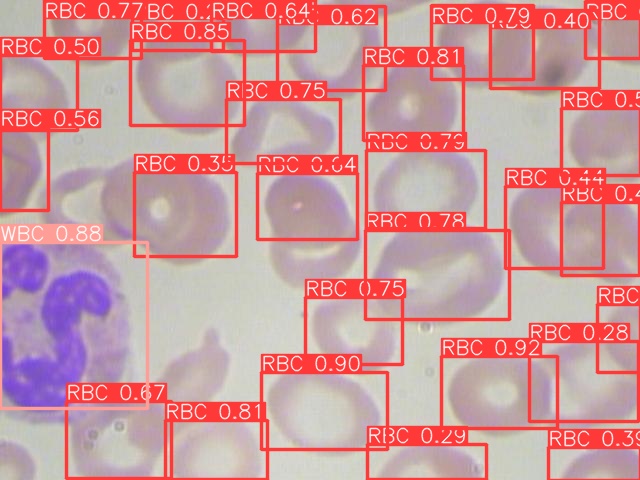 RBC 0.77
RBC 0.64
RBC 0.62
RBC 0.79
0.40
RBC
RBC 0.85
RBC 0.50
RBC 0.81
RBC 0.75
RBC 0.56
RBC 0.79
RBC 0.35
RBC
RBC 0.44
RBC
RBC 0.78
WBC 0.88
RBC 0.75
RBC
RBC 0.28
RBC 0.92
RBC 0.90
RBC 0.67
RBC 0.81
RBC 0.29
RBC 0.39